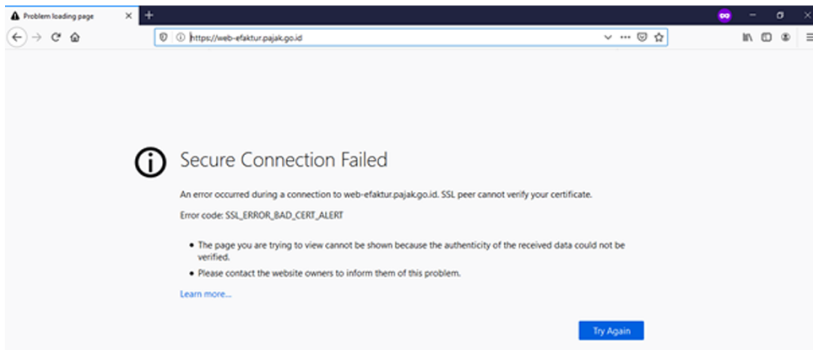 Problem loading page
https://web-efaktur.pajak.go.id
Secure Connection Failed
An error occurred during a connection to web-efaktur.pajak.go.id. SSL peer cannot verify your certificate.
Error code: SSL_ERROR_BAD_CERT_ALERT
The page you are trying to view cannot be shown because the authenticity of the received data could not be
verified.
Please contact the website owners to inform them of this problem.
Learn more...
Try Again